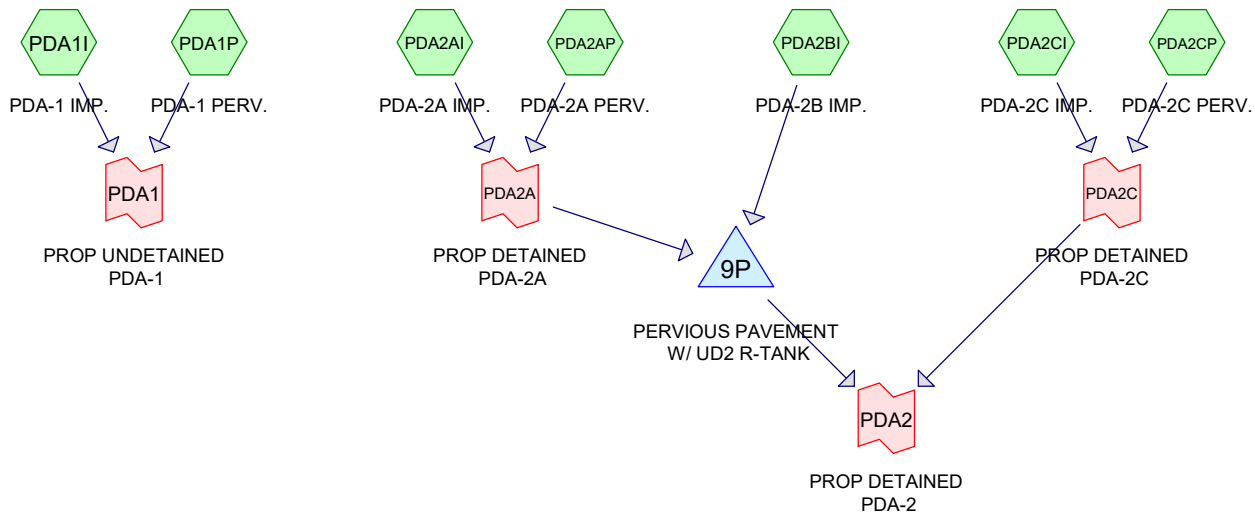 PDA1I
PDA1P
PDA2AI
PDA2AP
PDA2BI
PDA2CI
PDA2CP
PDA-1 IMP.
PDA-1 PERV.
PDA-2A IMP.
PDA-2A PERV.
PDA-2B IMP.
PDA-2C IMP.
PDA-2C PERV.
PDA1
PDA2A
PDA2C
PROP UNDETAINED
PDA-1
PROP DETAINED
PDA-2A
9P
PROP DETAINED
PDA-2C
PERVIOUS PAVEMENT
W/ UD2 R-TANK
PDA2
PROP DETAINED
PDA-2